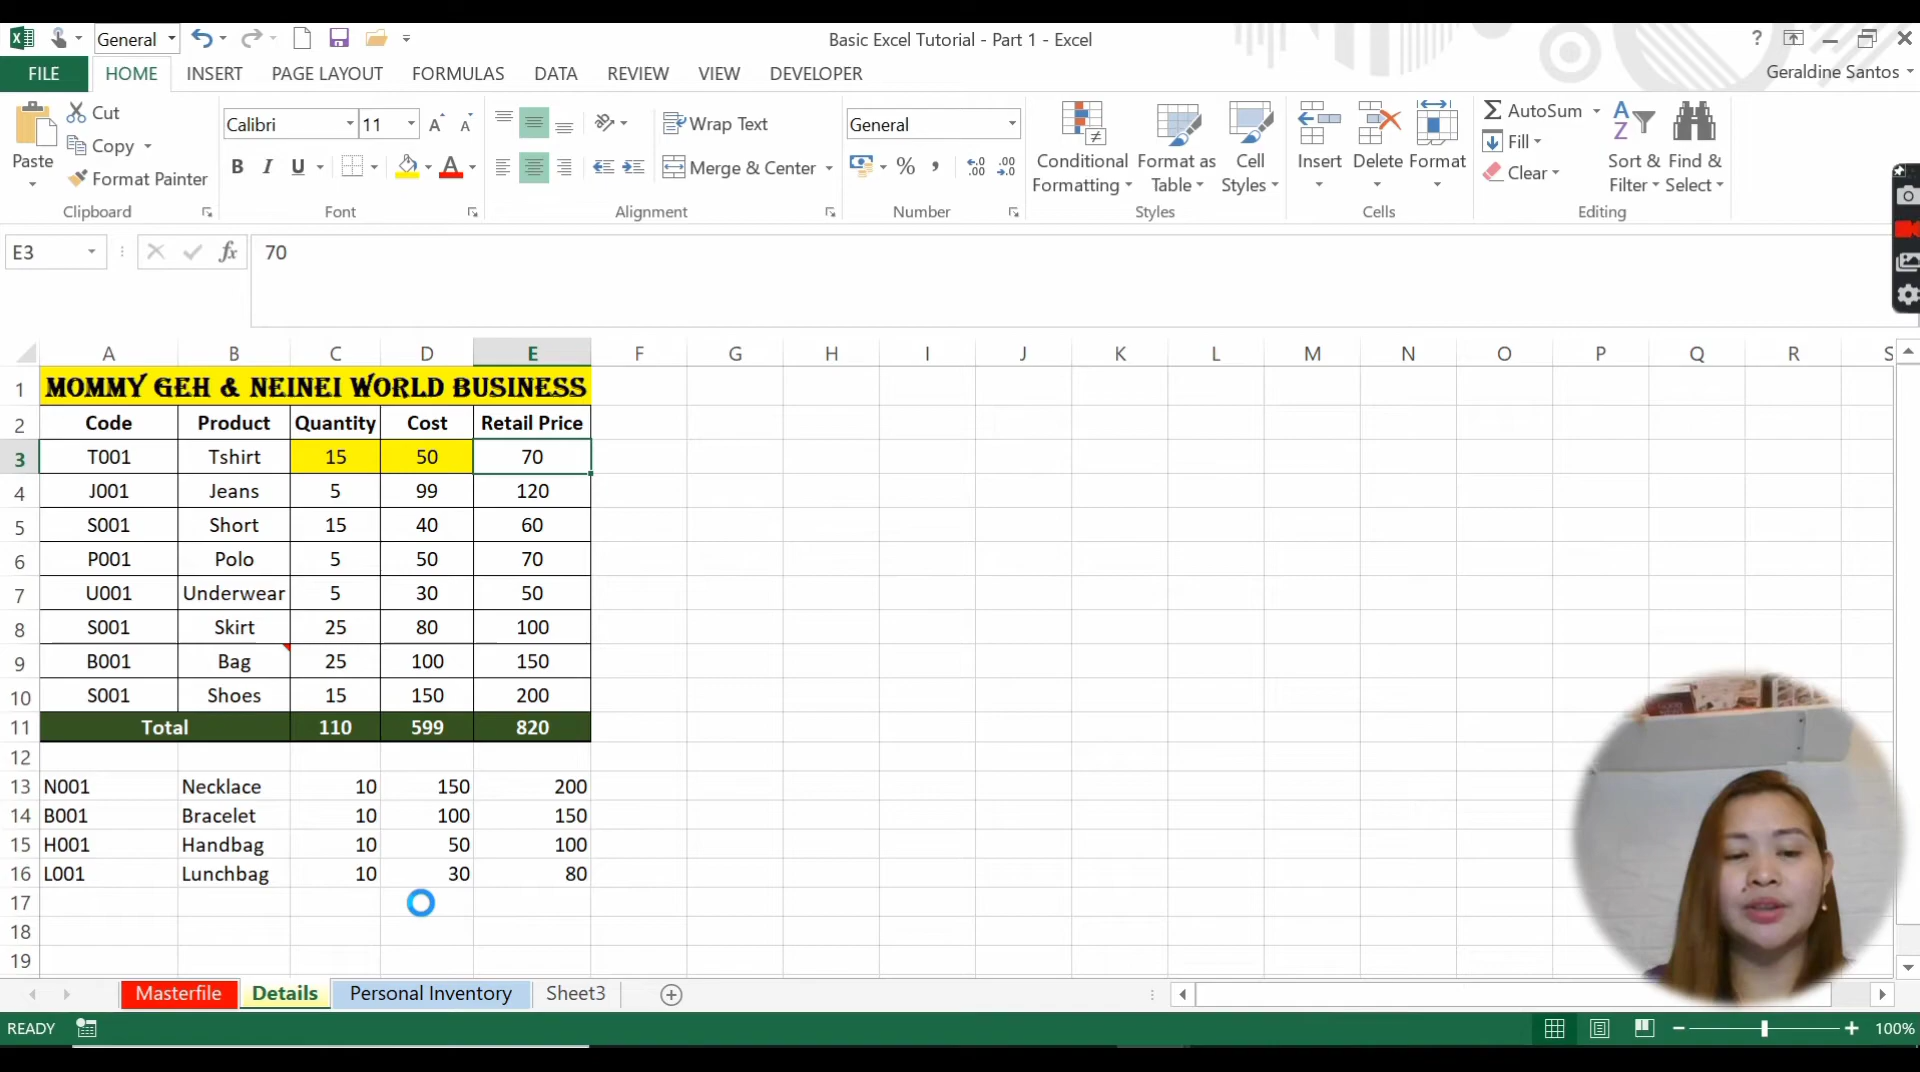 General
Basic Excel Tutorial - Part 1 - Excel
?
FILE HOME INSERT PAGE LAYOUT FORMULAS DATA REVIEW VIEW DEVELOPER
Geraldine Santos
Paste
Cut
Copy
Format Painter
Clipboard
Calibri 11
B I U
Font
Wrap Text
Merge & Center
Alignment
General
%
Number
Conditional Formatting
Format as Table
Cell Styles
Styles
Insert
Delete
Format
Cells
AutoSum
Fill
Clear
Sort & Filter
Find & Select
Editing
E3
fx
70
A B C D E F G H I J K L M N O P Q R S
1 MOMMY GEH & NEINEI WORLD BUSINESS
2 Code Product Quantity Cost Retail Price
3 T001 Tshirt 15 50 70
4 J001 Jeans 5 99 120
5 S001 Short 15 40 60
6 P001 Polo 5 50 70
7 U001 Underwear 5 30 50
8 S001 Skirt 25 80 100
9 B001 Bag 25 100 150
10 S001 Shoes 15 150 200
11 Total 110 599 820
12
13 N001 Necklace 10 150 200
14 B001 Bracelet 10 100 150
15 H001 Handbag 10 50 100
16 L001 Lunchbag 10 30 80
17
18
19
Masterfile Details Personal Inventory Sheet3
READY
100%